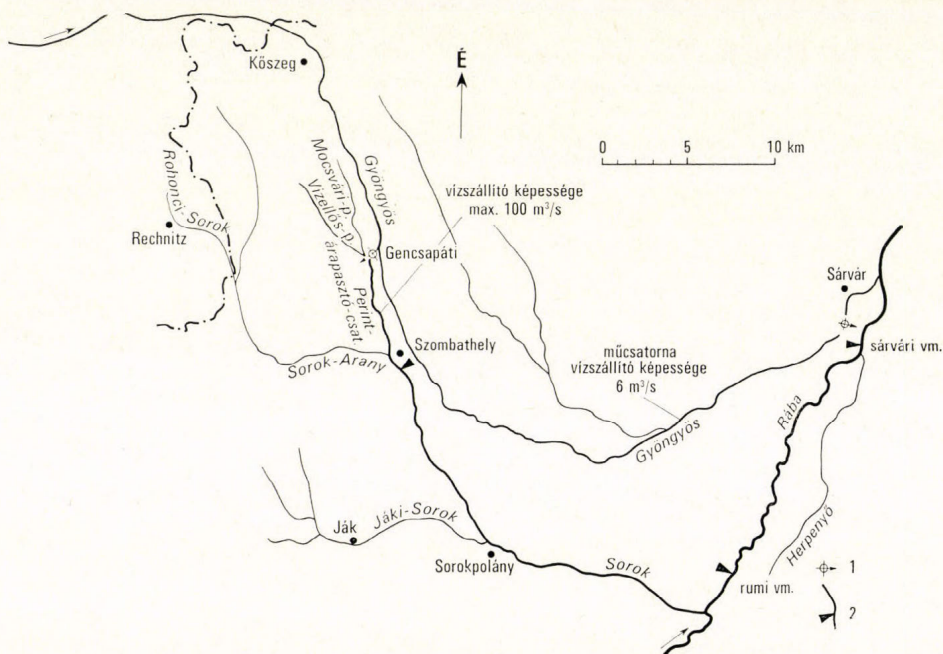 Kőszeg
É
0 5 10 km
Rohonci-Sorok
Mocsvári-p.
Vizellős-p.
Gyöngyös
vízszállító képessége
max. 100 m³/s
Rechnitz
Gencsapáti
Perint-
árapasztó-csat.
Sárvár
Szombathely
Sorok-Arany
műcsatorna
vízszállító képessége
6 m³/s
sárvári vm.
Gyöngyös
Rába
Herpenyő
Ják
Jáki-Sorok
Sorokpolány
Sorok
rumi vm.
1
2